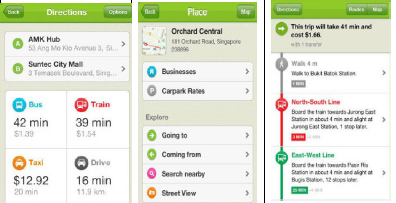 Back
Directions
Options
A
AMK Hub
53 Ang Mo Kio Avenue 3, Si...
B
Suntec City Mall
3 Temasek Boulevard, Sing...
Bus
42 min
$1.39
Train
39 min
$1.54
Taxi
$12.92
20 min
Drive
16 min
11.9 km
Back
Place
Map
Orchard Central
181 Orchard Road, Singapore
238896
Businesses
P
Carpark Rates
Explore
Going to
Coming from
Search nearby
Street View
Directions
Routes
Map
This trip will take 41 min and
cost $1.66.
with 1 transfer
Walk 4 m
Walk to Bukit Batok Station.
North-South Line
Board the train towards Jurong East
Station in about 4 min and alight at
Jurong East Station, 1 stop later.
East-West Line
Board the train towards Pasir Ris
Station in about 2 min and alight at
Bugis Station, 12 stops later.